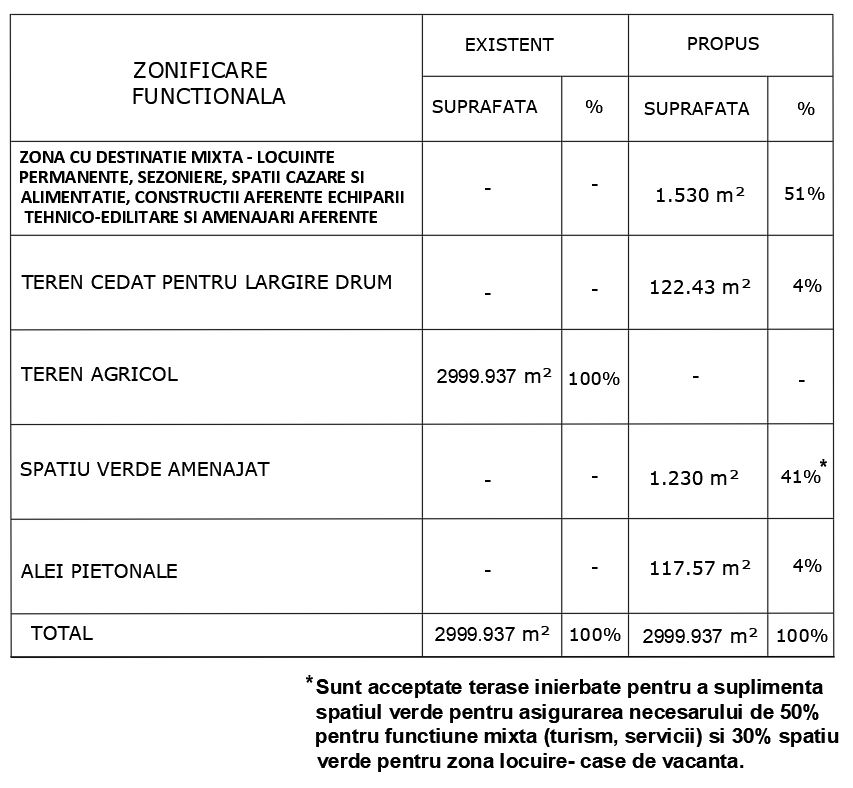 ZONIFICARE
FUNCTIONALA
EXISTENT
PROPUS
SUPRAFATA
%
SUPRAFATA
%
ZONA CU DESTINATIE MIXTA - LOCUINTE
PERMANENTE, SEZONIERE, SPATII CAZARE SI
ALIMENTATIE, CONSTRUCTII AFERENTE ECHIPARII
TEHNICO-EDILITARE SI AMENAJARI AFERENTE
-
-
1.530 m²
51%
TEREN CEDAT PENTRU LARGIRE DRUM
-
-
122.43 m²
4%
TEREN AGRICOL
2999.937 m²
100%
-
-
SPATIU VERDE AMENAJAT
-
-
1.230 m²
41%*
ALEI PIETONALE
-
-
117.57 m²
4%
TOTAL
2999.937 m²
100%
2999.937 m²
100%
*Sunt acceptate terase inierbate pentru a suplimenta
spatiul verde pentru asigurarea necesarului de 50%
pentru functiune mixta (turism, servicii) si 30% spatiu
verde pentru zona locuire- case de vacanta.